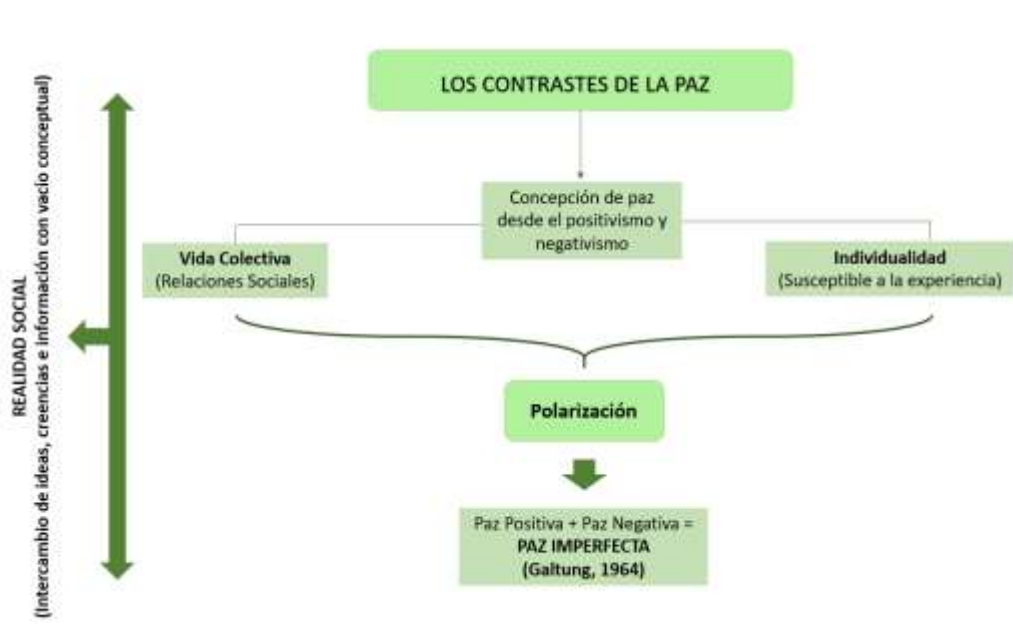 LOS CONTRASTES DE LA PAZ
Concepción de paz
desde el positivismo y
negativismo
Vida Colectiva
(Relaciones Sociales)
Individualidad
(Susceptible a la experiencia)
Polarización
Paz Positiva + Paz Negativa =
PAZ IMPERFECTA
(Galtung, 1964)
REALIDAD SOCIAL
(Intercambio de ideas, creencias e información con vacío conceptual)